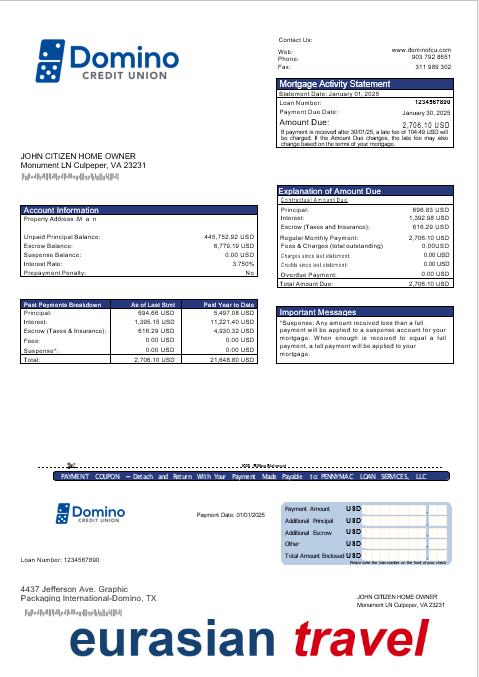 Domino
CREDIT UNION
Contact Us:
Web: www.dominofcu.com
Phone: 903 792 8651
Fax: 311 989 302
Mortgage Activity Statement
Statement Date: January 01, 2025
Loan Number: 1234567890
Payment Due Date: January 30, 2025
Amount Due: 2,706.10 USD
If payment is received after 30/01/25, a late fee of 104.49 USD will
be charged. If the Amount Due changes, the late fee may also
change based on the terms of your mortgage.
JOHN CITIZEN HOME OWNER
Monument LN Culpeper, VA 23231
Account Information
Property Address :M a n
Unpaid Principal Balance: 445,752.92 USD
Escrow Balance: 6,779.19 USD
Suspense Balance: 0.00 USD
Interest Rate: 3.750%
Prepayment Penalty: No
Explanation of Amount Due
Contractual Amount Due
Principal: 696.83 USD
Interest: 1,392.98 USD
Escrow (Taxes and Insurance): 616.29 USD
Regular Monthly Payment: 2,706.10 USD
Fees & Charges (total outstanding) 0.00USD
Charges since last statement: 0.00 USD
Credits since last statement: 0.00 USD
Overdue Payment: 0.00 USD
Total Amount Due: 2,706.10 USD
Past Payments Breakdown As of Last Stmt Paid Year to Date
Principal: 694.66 USD 5,497.08 USD
Interest: 1,395.15 USD 11,221.40 USD
Escrow (Taxes & Insurance): 616.29 USD 4,930.32 USD
Fees: 0.00 USD 0.00 USD
Suspense*: 0.00 USD 0.00 USD
Total: 2,706.10 USD 21,648.80 USD
Important Messages
*Suspense: Any amount received less than a full
payment will be applied to a suspense account for your
mortgage. When enough is received to equal a full
payment, a full payment will be applied to your
mortgage.
PAYMENT COUPON – Detach and Return With Your Payment Made Payable to: PENNYMAC LOAN SERVICES, LLC
Domino
CREDIT UNION
Payment Date: 01/01/2025
Payment Amount USD
Additional Principal USD
Additional Escrow USD
Other USD
Total Amount Enclosed USD
Please write the loan number on the front of your check
Loan Number: 1234567890
4437 Jefferson Ave. Graphic
Packaging International-Domino, TX
JOHN CITIZEN HOME OWNER
Monument LN Culpeper, VA 23231
eurasian travel